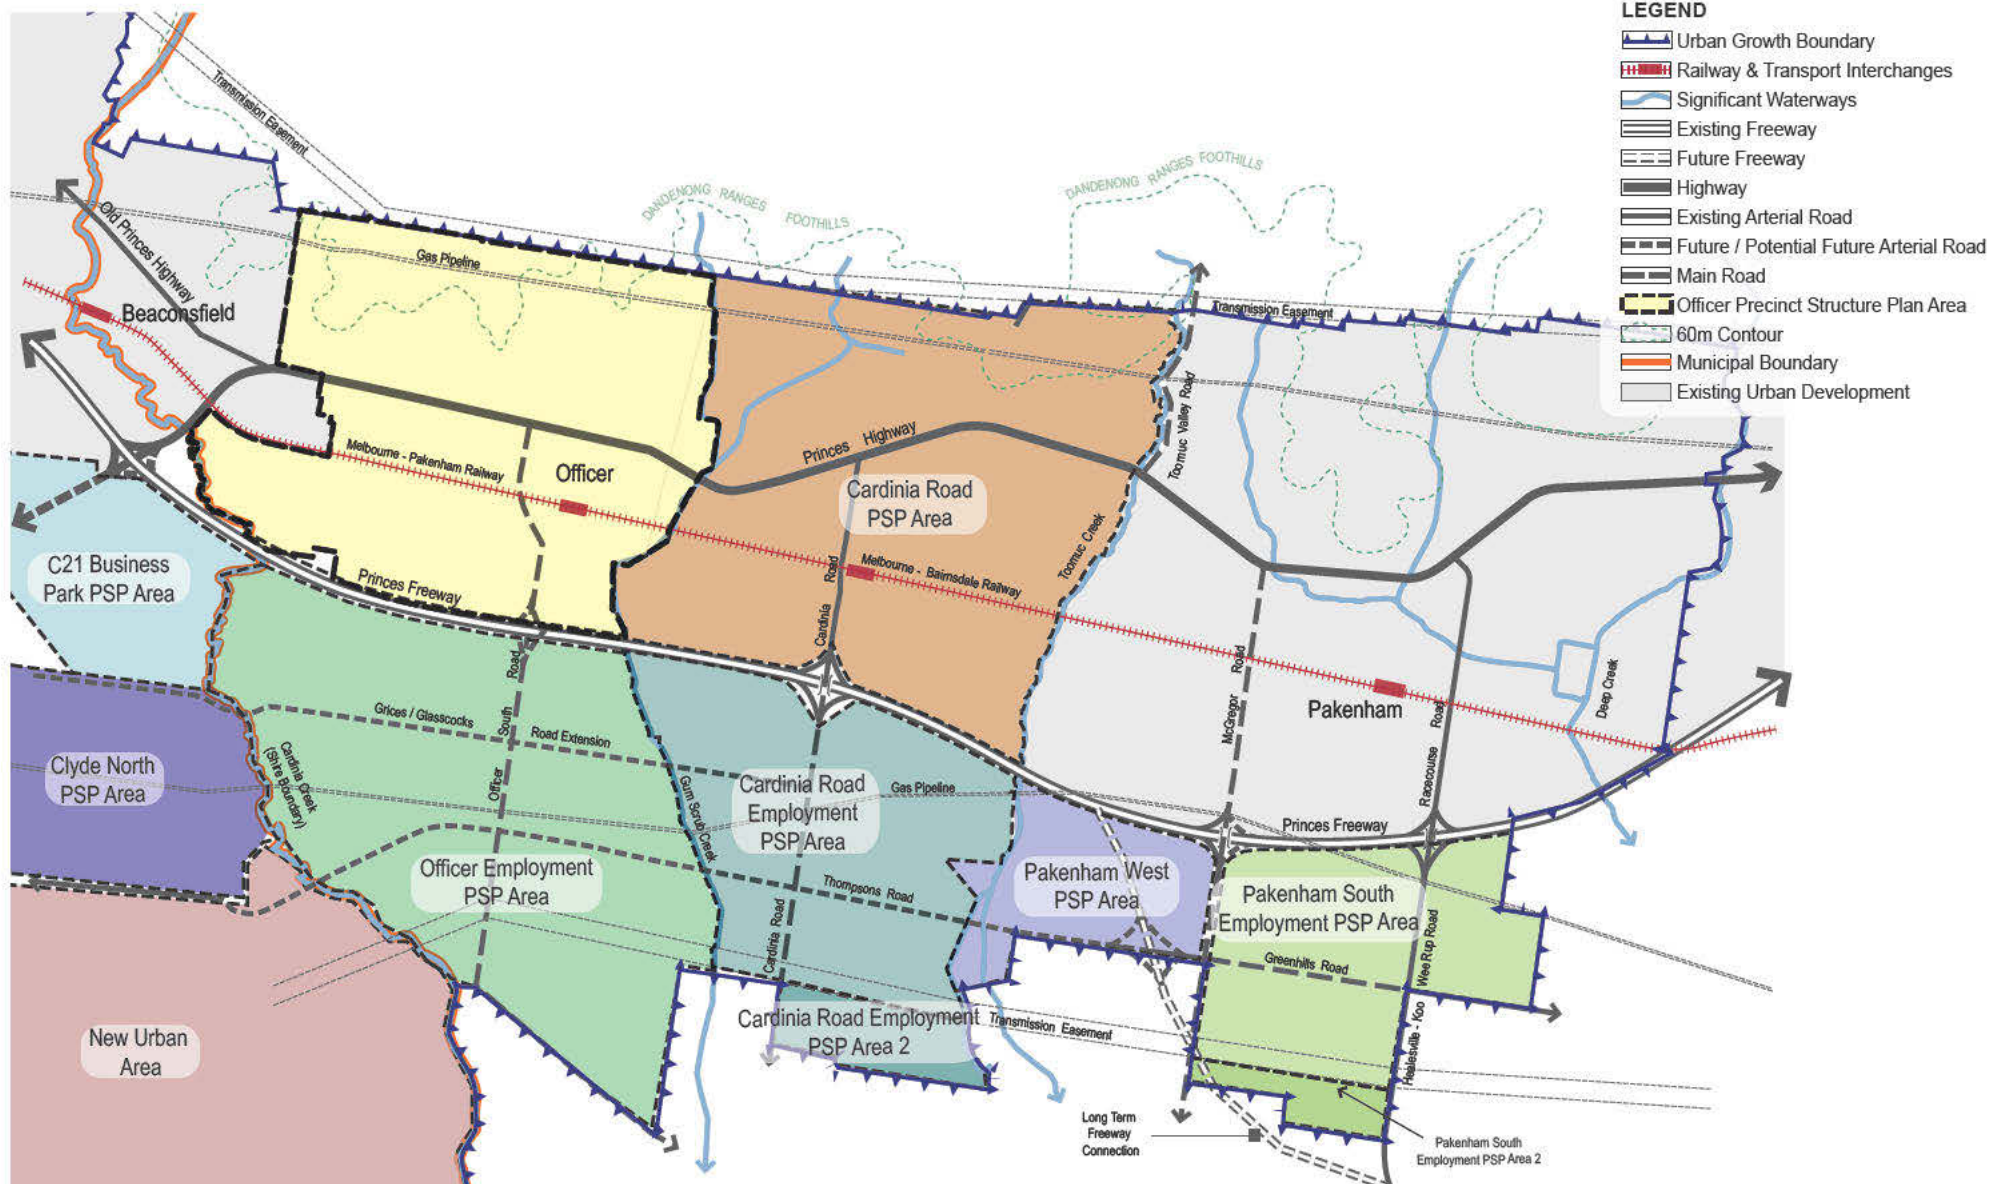 LEGEND
Urban Growth Boundary
Railway & Transport Interchanges
Significant Waterways
Existing Freeway
Future Freeway
Highway
Existing Arterial Road
Future / Potential Future Arterial Road
Main Road
Officer Precinct Structure Plan Area
60m Contour
Municipal Boundary
Existing Urban Development
Transmission Easement
DANDENONG RANGES FOOTHILLS
DANDENONG RANGES FOOTHILLS
Old Princes Highway
Gas Pipeline
Transmission Easement
Beaconsfield
Toomuc Valley Road
Melbourne - Pakenham Railway
Officer
Princes Highway
Cardinia Road
PSP Area
Toomuc Creek
Cardinia Road
Melbourne - Bairnsdale Railway
C21 Business
Park PSP Area
Princes Freeway
Officer South Road
McGregor Road
Pakenham
Racecourse Road
Deep Creek
Grices / Glasscocks Road Extension
Cardinia Creek
(Shire Boundary)
Clyde North
PSP Area
Gum Scrub Creek
Cardinia Road
Employment
PSP Area
Gas Pipeline
Princes Freeway
Officer Employment
PSP Area
Thompsons Road
Cardinia Road
Pakenham West
PSP Area
Pakenham South
Employment PSP Area
Greenhills Road
Healesville - Koo Wee Rup Road
New Urban
Area
Cardinia Road Employment
PSP Area 2
Transmission Easement
Long Term
Freeway
Connection
Pakenham South
Employment PSP Area 2